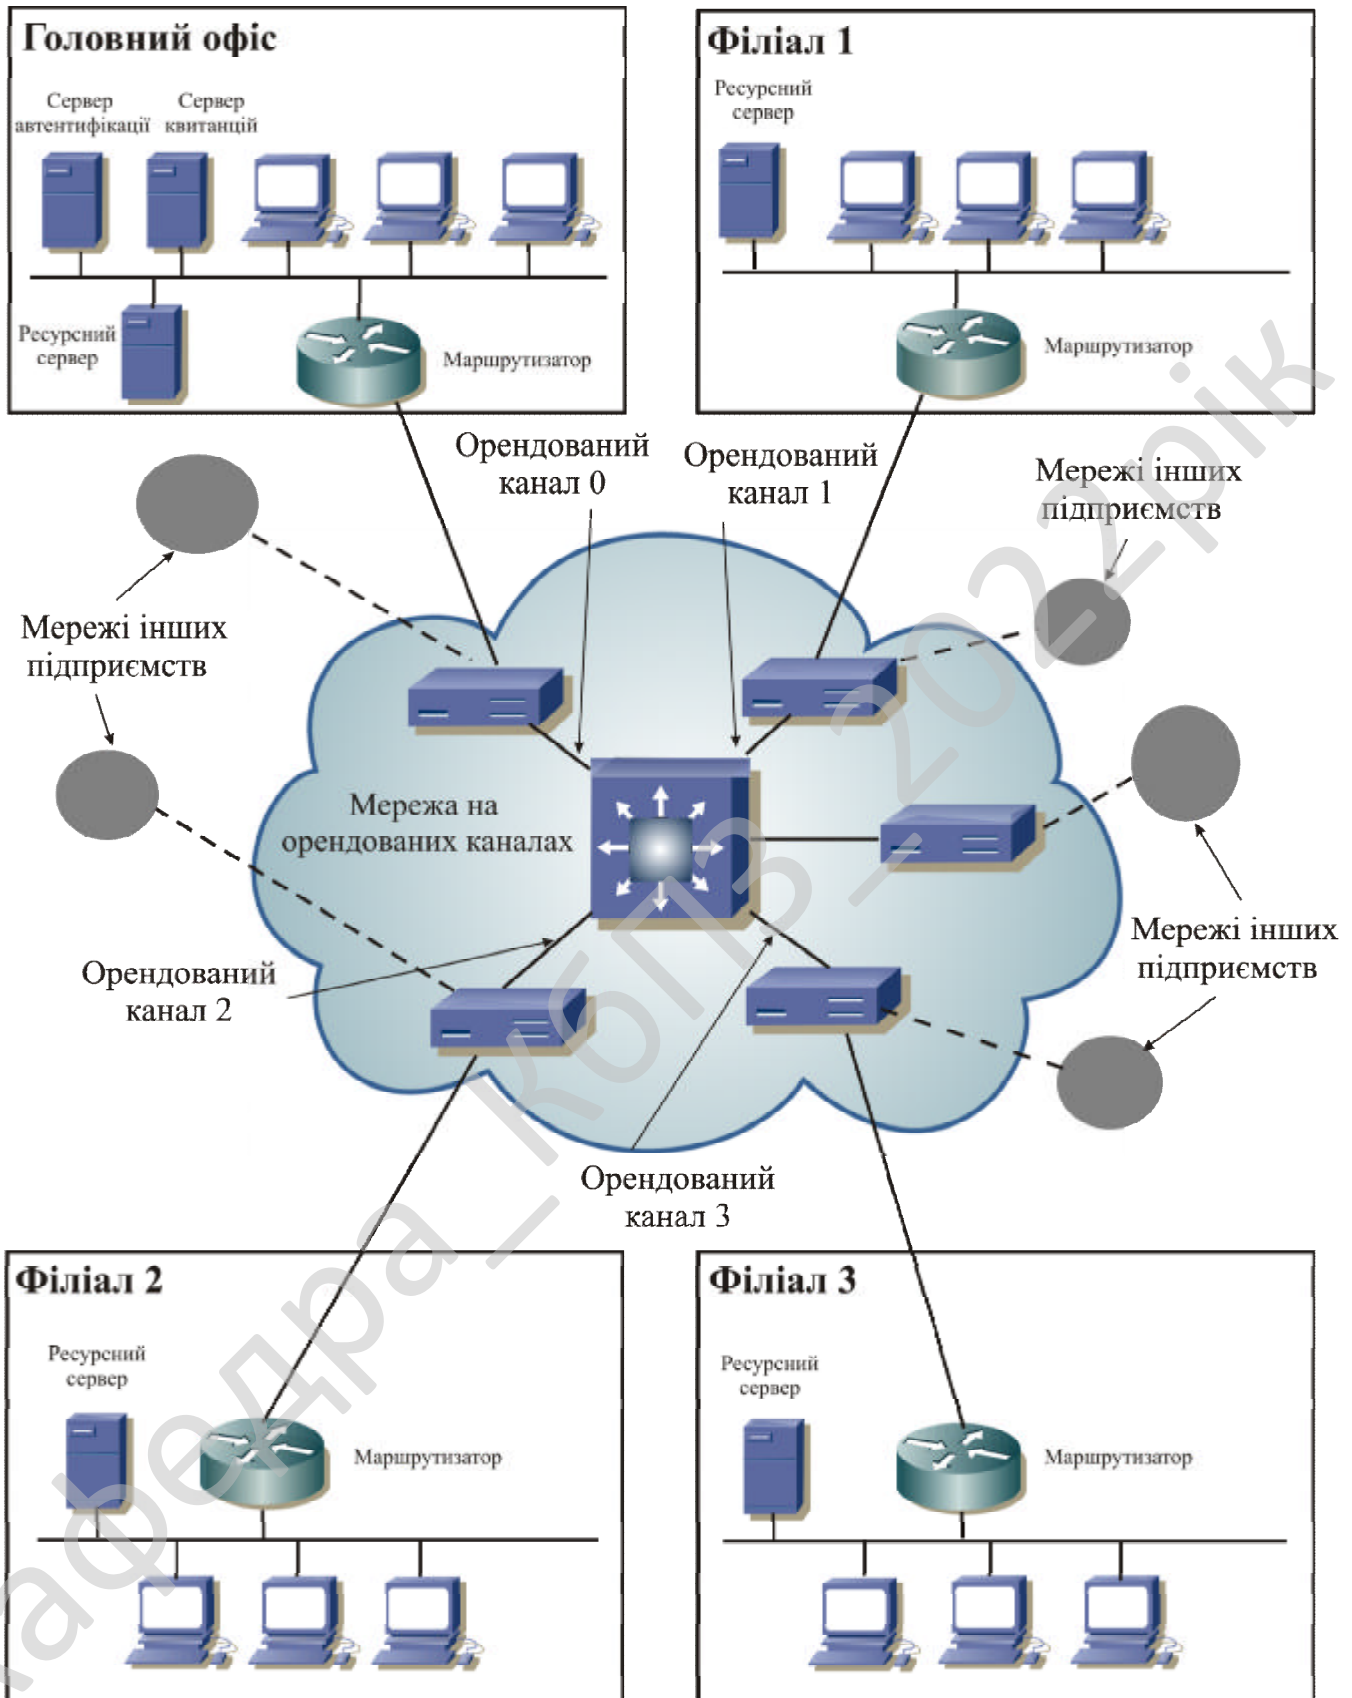 Головний офіс
Сервер
автентифікації
Сервер
квитанцій
Ресурсний
сервер
Маршрутизатор
Філіал 1
Ресурсний
сервер
Маршрутизатор
Орендований
канал 0
Орендований
канал 1
Мережі інших
підприємств
Мережі інших
підприємств
Мережа на
орендованих каналах
Мережі інших
підприємств
Орендований
канал 2
Орендований
канал 3
Філіал 2
Ресурсний
сервер
Маршрутизатор
Філіал 3
Ресурсний
сервер
Маршрутизатор
кафедра_КбПЗ_2022рік